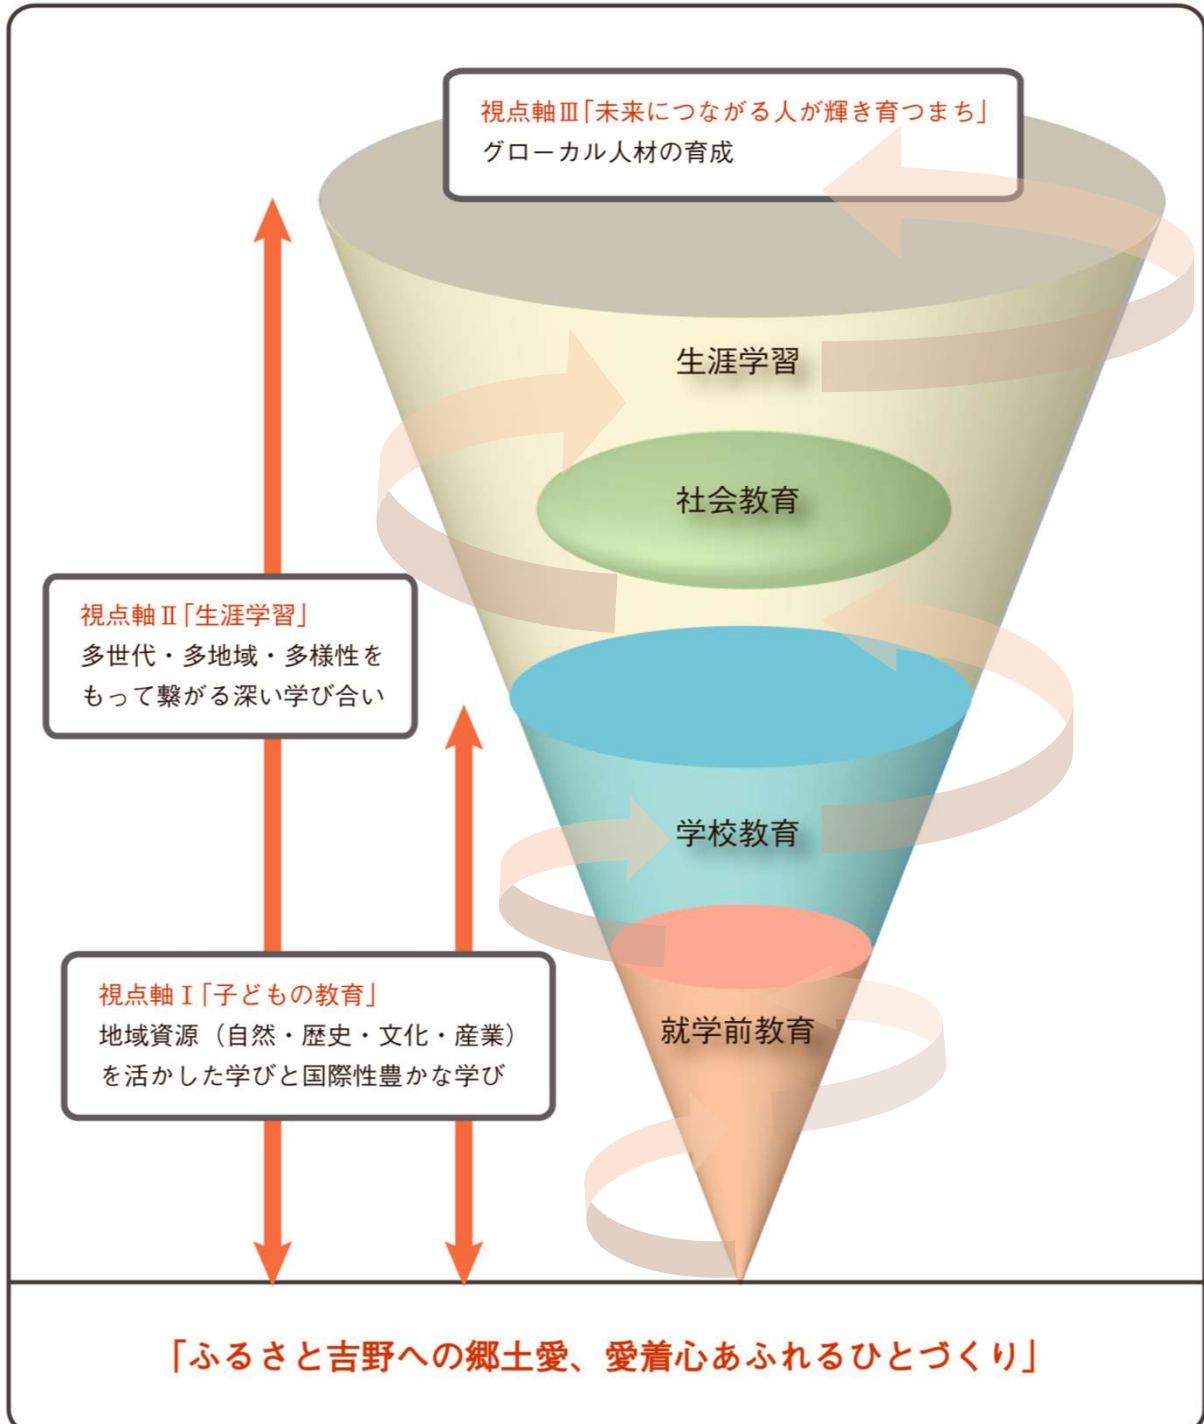 視点軸Ⅲ「未来につながる人が輝き育つまち」
グローカル人材の育成
生涯学習
社会教育
視点軸Ⅱ「生涯学習」
多世代・多地域・多様性を
もって繋がる深い学び合い
学校教育
視点軸Ⅰ「子どもの教育」
地域資源（自然・歴史・文化・産業）
を活かした学びと国際性豊かな学び
就学前教育
「ふるさと吉野への郷土愛、愛着心あふれるひとづくり」